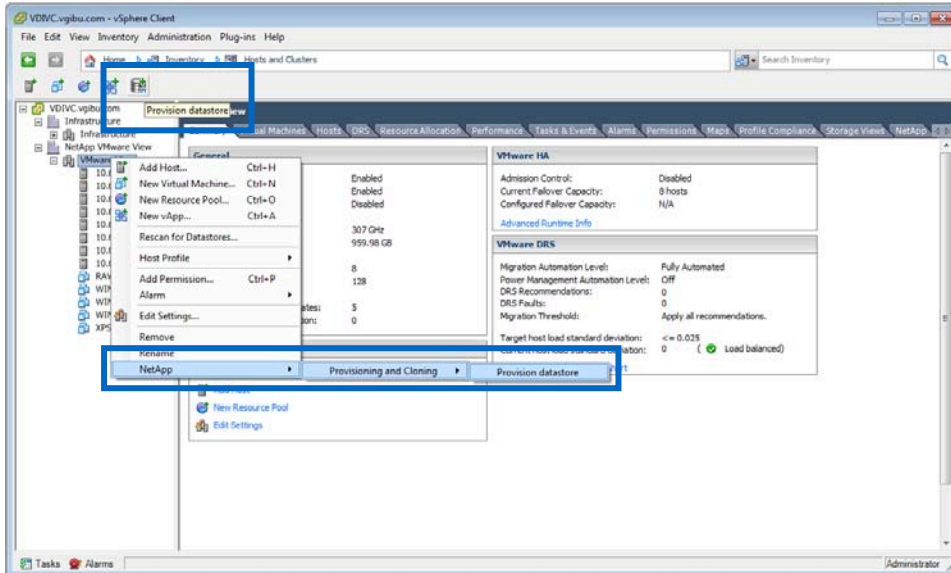 VDIVC.vgibu.com - vSphere Client
File Edit View Inventory Administration Plug-ins Help
Home Inventory Hosts and Clusters
Search Inventory
Provision datastore
VDIVC.vgibu.com
Infrastructure
Infrastructure
NetApp VMware View
VMware
Virtual Machines Hosts DRS Resource Allocation Performance Tasks & Events Alarms Permissions Maps Profile Compliance Storage Views NetApp
General
Enabled
Enabled
Disabled
307 GHz
959.98 GB
8
128
5
0
Add Host... Ctrl+H
New Virtual Machine... Ctrl+N
New Resource Pool... Ctrl+O
New vApp... Ctrl+A
Rescan for Datastores...
Host Profile
Add Permission... Ctrl+P
Alarm
Edit Settings...
Remove
Rename
NetApp
Provisioning and Cloning
Provision datastore
VMware HA
Admission Control: Disabled
Current Failover Capacity: 8 hosts
Configured Failover Capacity: N/A
Advanced Runtime Info
VMware DRS
Migration Automation Level: Fully Automated
Power Management Automation Level: Off
DRS Recommendations: 0
DRS Faults: 0
Migration Threshold: Apply all recommendations.
Target host load standard deviation: <= 0.025
Current host load standard deviation: 0 ( Load balanced)
New Resource Pool
Edit Settings
Tasks Alarms
Administrator